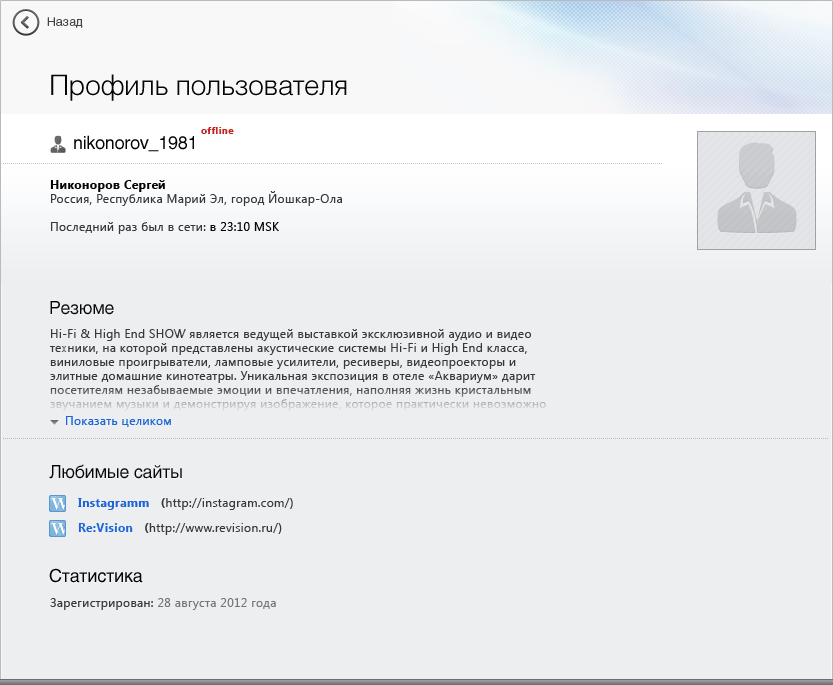 Назад
Профиль пользователя
nikonorov_1981 offline
Никоноров Сергей
Россия, Республика Марий Эл, город Йошкар-Ола
Последний раз был в сети: в 23:10 MSK
Резюме
Hi-Fi & High End SHOW является ведущей выставкой эксклюзивной аудио и видео
техники, на которой представлены акустические системы Hi-Fi и High End класса,
виниловые проигрыватели, ламповые усилители, ресиверы, видеопроекторы и
элитные домашние кинотеатры. Уникальная экспозиция в отеле «Аквариум» дарит
посетителям незабываемые эмоции и впечатления, наполняя жизнь кристальным
звучанием музыки и демонстрируя изображение, которое практически невозможно
Показать целиком
Любимые сайты
W Instagramm (http://instagram.com/)
W Re:Vision (http://www.revision.ru/)
Статистика
Зарегистрирован: 28 августа 2012 года